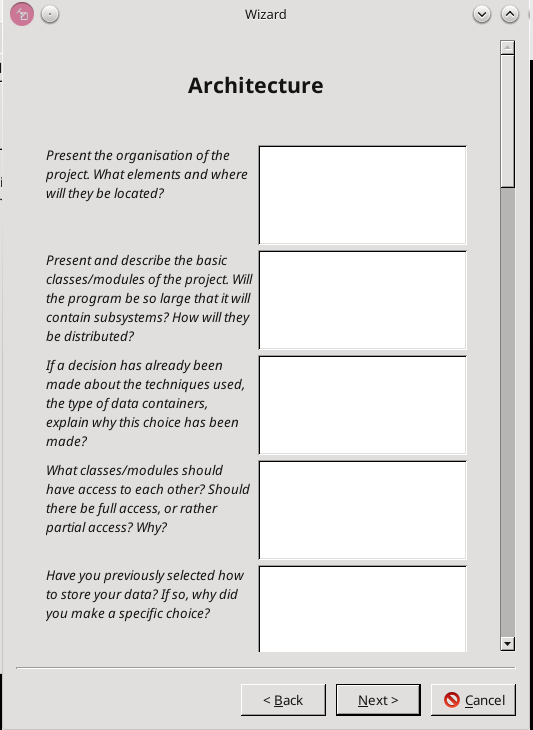 Wizard
Architecture
Present the organisation of the
project. What elements and where
will they be located?
Present and describe the basic
classes/modules of the project. Will
the program be so large that it will
contain subsystems? How will they
be distributed?
If a decision has already been
made about the techniques used,
the type of data containers,
explain why this choice has been
made?
What classes/modules should
have access to each other? Should
there be full access, or rather
partial access? Why?
Have you previously selected how
to store your data? If so, why did
you make a specific choice?
< Back
Next >
Cancel